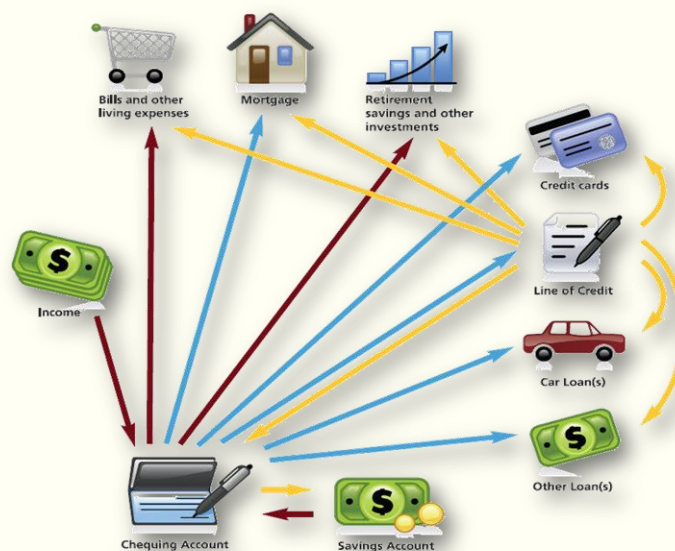 Bills and other
living expenses
Mortgage
Retirement
savings and other
investments
Credit cards
Line of Credit
Income
Car Loan(s)
Other Loan(s)
Chequing Account
Savings Account